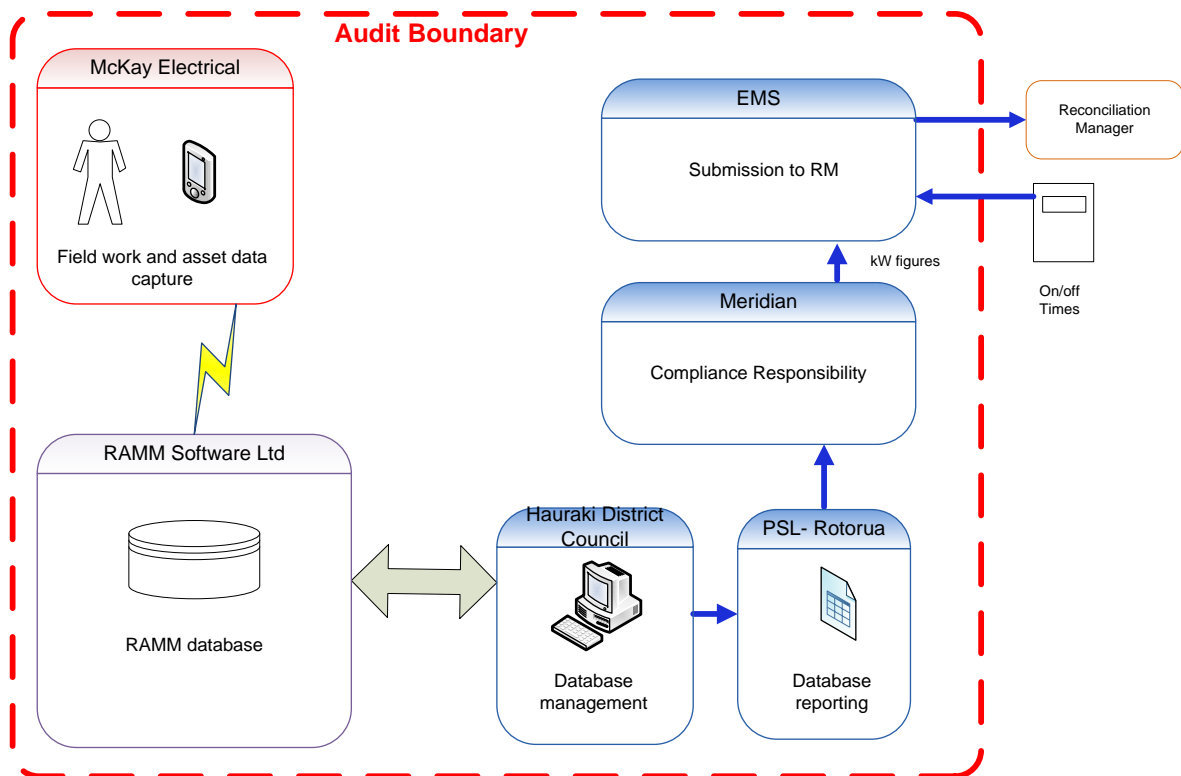 Audit Boundary
McKay Electrical
Field work and asset data
capture
EMS
Submission to RM
Reconciliation
Manager
On/off
Times
kW figures
Meridian
Compliance Responsibility
RAMM Software Ltd
RAMM database
Hauraki District
Council
Database
management
PSL- Rotorua
Database
reporting